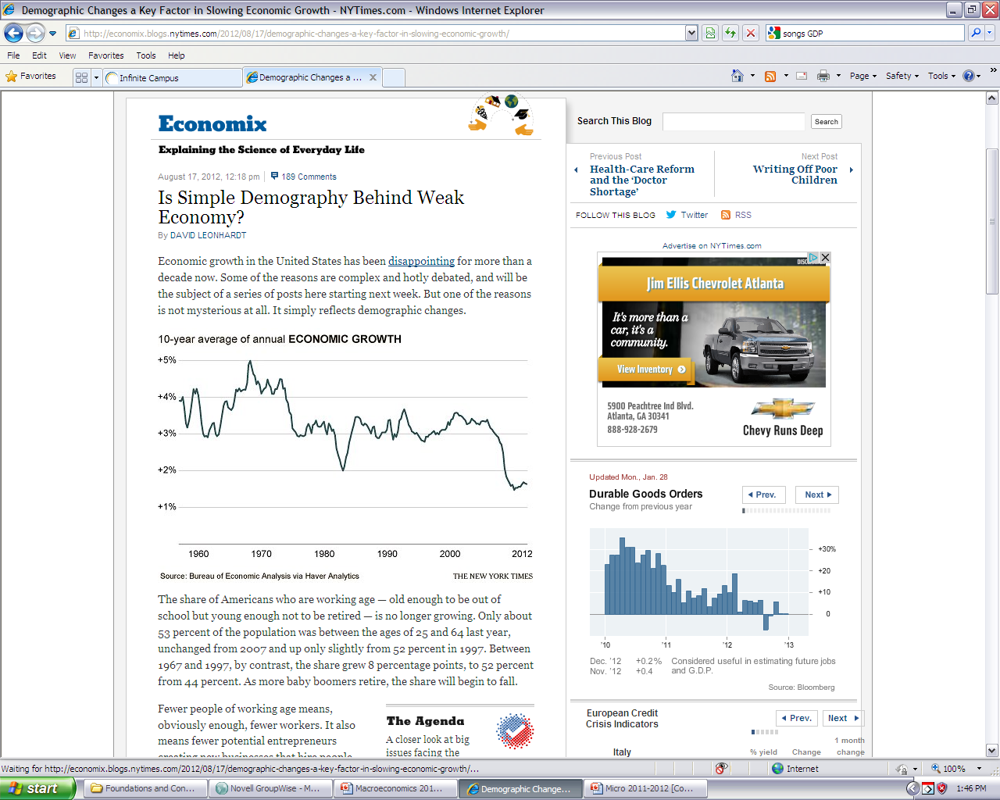 Demographic Changes a Key Factor in Slowing Economic Growth - NYTimes.com - Windows Internet Explorer
http://economix.blogs.nytimes.com/2012/08/17/demographic-changes-a-key-factor-in-slowing-economic-growth/
songs GDP
File Edit View Favorites Tools Help
Favorites
Infinite Campus
Demographic Changes a ...
Page Safety Tools
Economix
Explaining the Science of Everyday Life
August 17, 2012, 12:18 pm
189 Comments
Is Simple Demography Behind Weak
Economy?
By DAVID LEONHARDT
Economic growth in the United States has been disappointing for more than a
decade now. Some of the reasons are complex and hotly debated, and will be
the subject of a series of posts here starting next week. But one of the reasons
is not mysterious at all. It simply reflects demographic changes.
10-year average of annual ECONOMIC GROWTH
+5%
+4%
+3%
+2%
+1%
1960 1970 1980 1990 2000 2012
Source: Bureau of Economic Analysis via Haver Analytics
THE NEW YORK TIMES
The share of Americans who are working age — old enough to be out of
school but young enough not to be retired — is no longer growing. Only about
53 percent of the population was between the ages of 25 and 64 last year,
unchanged from 2007 and up only slightly from 52 percent in 1997. Between
1967 and 1997, by contrast, the share grew 8 percentage points, to 52 percent
from 44 percent. As more baby boomers retire, the share will begin to fall.
Fewer people of working age means,
obviously enough, fewer workers. It also
means fewer potential entrepreneurs
creating new businesses that hire people
The Agenda
A closer look at big
issues facing the
Search This Blog
Search
Previous Post
Health-Care Reform
and the ‘Doctor
Shortage’
Next Post
Writing Off Poor
Children
FOLLOW THIS BLOG
Twitter
RSS
Advertise on NYTimes.com
Jim Ellis Chevrolet Atlanta
It's more than a
car, it's a
community.
View Inventory
5900 Peachtree Ind Blvd.
Atlanta, GA 30341
888-928-2679
Chevy Runs Deep
Updated Mon., Jan. 28
Durable Goods Orders
Change from previous year
Prev.
Next
+30%
+20
+10
0
'10 '11 '12 '13
Dec. '12 +0.2%
Nov. '12 +0.4
Considered useful in estimating future jobs
and G.D.P.
Source: Bloomberg
European Credit
Crisis Indicators
Prev.
Next
1 month
Italy % yield Change change
Waiting for http://economix.blogs.nytimes.com/2012/08/17/demographic-changes-a-key-factor-in-slowing-economic-growth/...
Internet
100%
start
Foundations and Con...
Novell GroupWise - M...
Macroeconomics 201...
Demographic Change...
Micro 2011-2012 [Co...
1:46 PM